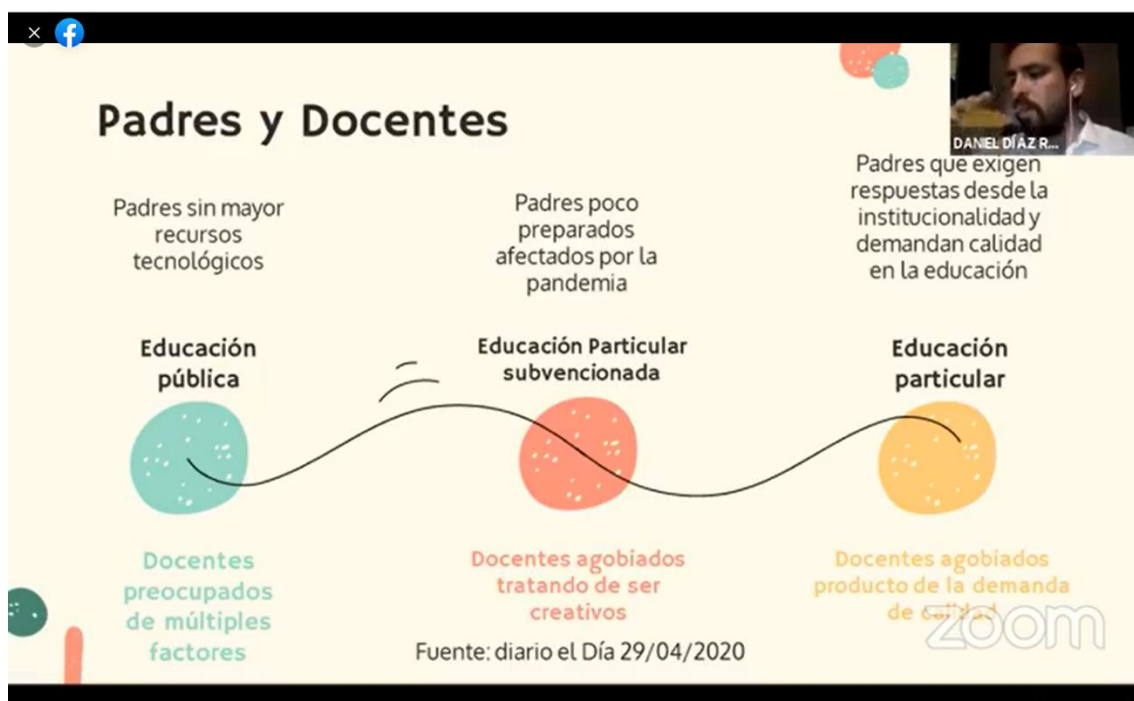 Padres y Docentes
DANIEL DÍAZ R...
Padres sin mayor
recursos
tecnológicos
Padres poco
preparados
afectados por la
pandemia
Padres que exigen
respuestas desde la
institucionalidad y
demandan calidad
en la educación
Educación
pública
Educación Particular
subvencionada
Educación
particular
Docentes
preocupados
de múltiples
factores
Docentes agobiados
tratando de ser
creativos
Docentes agobiados
producto de la demanda
de calidad
zoom
Fuente: diario el Día 29/04/2020